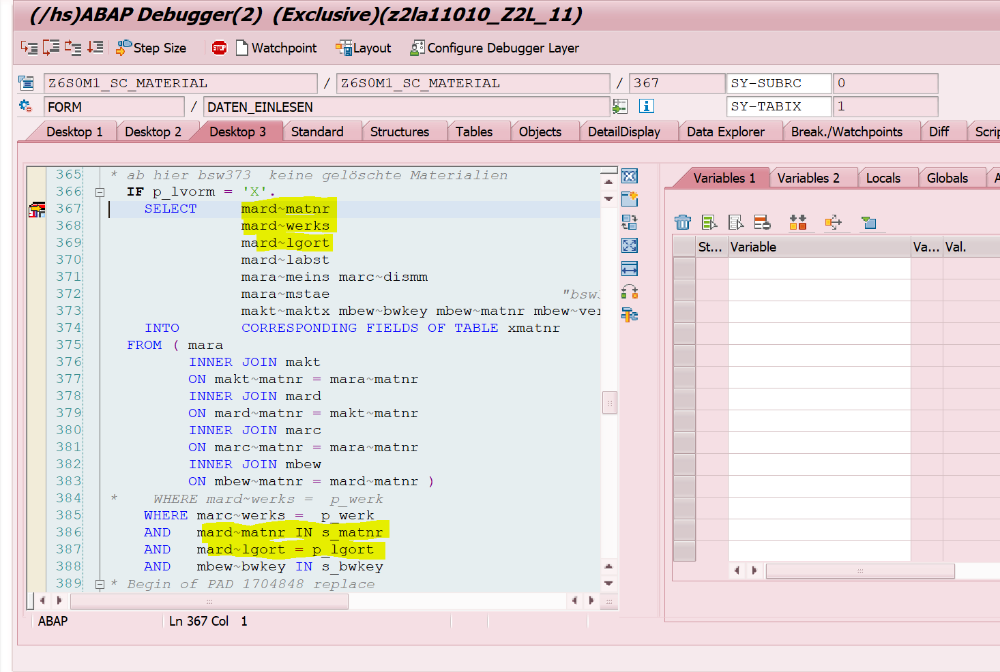 (/hs)ABAP Debugger(2) (Exclusive)(z2la11010_Z2L_11)
Step Size STOP Watchpoint Layout Configure Debugger Layer
Z6S0M1_SC_MATERIAL / Z6S0M1_SC_MATERIAL / 367 SY-SUBRC 0
FORM / DATEN_EINLESEN SY-TABIX 1
Desktop 1 Desktop 2 Desktop 3 Standard Structures Tables Objects DetailDisplay Data Explorer Break./Watchpoints Diff Scrip
365 * ab hier bsw373 keine gelöschte Materialien
366 IF p_lvorm = 'X'.
367 SELECT mard~matnr
368 mard~werks
369 mard~lgort
370 mard~labst
371 mara~meins marc~dismm
372 mara~mstae "bsw3
373 makt~maktx mbew~bwkey mbew~matnr mbew~ver
374 INTO CORRESPONDING FIELDS OF TABLE xmatnr
375 FROM ( mara
376 INNER JOIN makt
377 ON makt~matnr = mara~matnr
378 INNER JOIN mard
379 ON mard~matnr = makt~matnr
380 INNER JOIN marc
381 ON marc~matnr = mara~matnr
382 INNER JOIN mbew
383 ON mbew~matnr = mard~matnr )
384 * WHERE mard~werks = p_werk
385 WHERE marc~werks = p_werk
386 AND mard~matnr IN s_matnr
387 AND mard~lgort = p_lgort
388 AND mbew~bwkey IN s_bwkey
389 * Begin of PAD 1704848 replace
ABAP Ln 367 Col 1
Variables 1 Variables 2 Locals Globals A
St... Variable Va... Val.